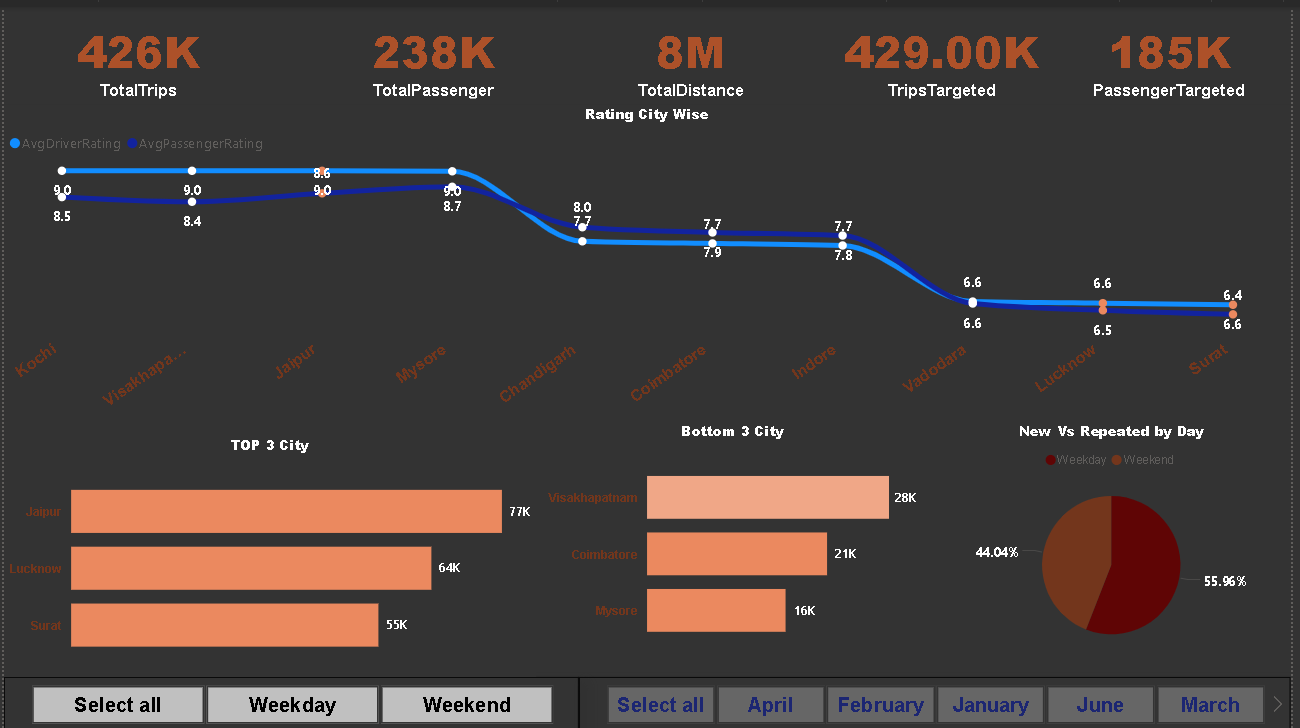 426K 238K 8M 429.00K 185K
TotalTrips TotalPassenger TotalDistance TripsTargeted PassengerTargeted
Rating City Wise
AvgDriverRating AvgPassengerRating
9.0 9.0 8.6 9.0 8.0 7.7 7.7 6.6 6.6 6.4
8.5 8.4 9.0 8.7 7.7 7.9 7.8 6.6 6.5 6.6
Kochi Visakhapa... Jaipur Mysore Chandigarh Coimbatore Indore Vadodara Lucknow Surat
TOP 3 City
Jaipur 77K
Lucknow 64K
Surat 55K
Bottom 3 City
Visakhapatnam 28K
Coimbatore 21K
Mysore 16K
New Vs Repeated by Day
Weekday Weekend
44.04%
55.96%
Select all Weekday Weekend
Select all April February January June March